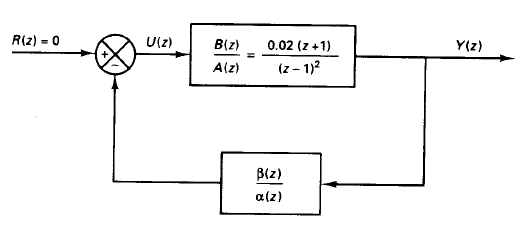 R(z) = 0
+
−
U(z)
B(z)/A(z) = 0.02 (z+1)/(z − 1)²
Y(z)
β(z)/α(z)